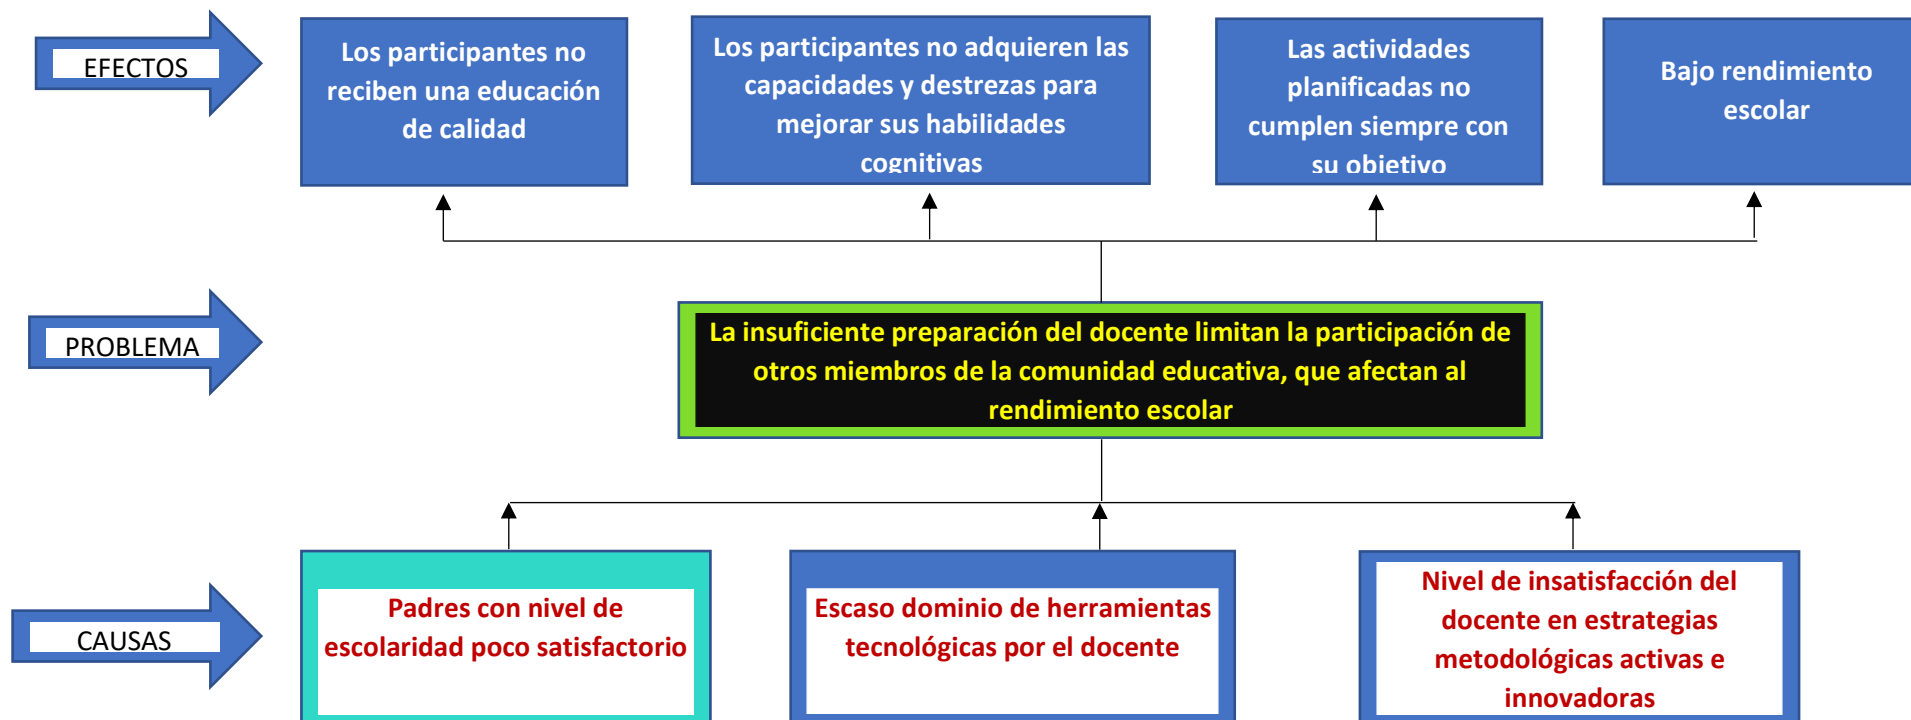 EFECTOS
Los participantes no
reciben una educación
de calidad
Los participantes no adquieren las
capacidades y destrezas para
mejorar sus habilidades
cognitivas
Las actividades
planificadas no
cumplen siempre con
su objetivo
Bajo rendimiento
escolar
PROBLEMA
La insuficiente preparación del docente limitan la participación de
otros miembros de la comunidad educativa, que afectan al
rendimiento escolar
CAUSAS
Padres con nivel de
escolaridad poco satisfactorio
Escaso dominio de herramientas
tecnológicas por el docente
Nivel de insatisfacción del
docente en estrategias
metodológicas activas e
innovadoras